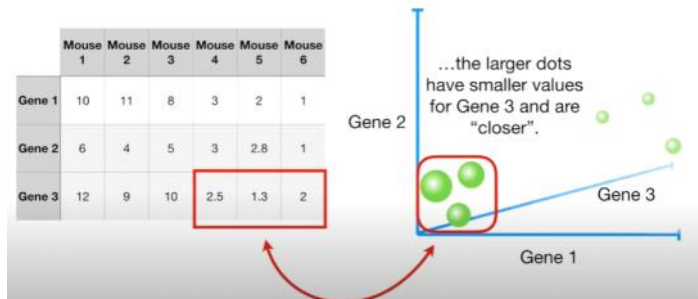 Mouse 1 Mouse 2 Mouse 3 Mouse 4 Mouse 5 Mouse 6
Gene 1 10 11 8 3 2 1
Gene 2 6 4 5 3 2.8 1
Gene 3 12 9 10 2.5 1.3 2
…the larger dots
have smaller values
for Gene 3 and are
“closer”.
Gene 2
Gene 3
Gene 1